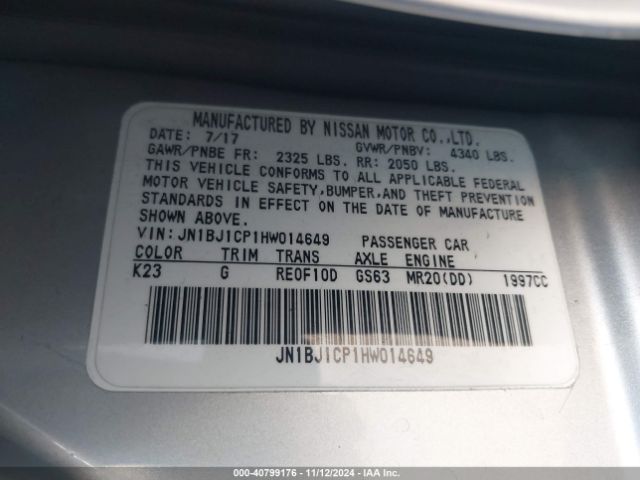 MANUFACTURED BY NISSAN MOTOR CO.,LTD.
DATE: 7/17 GVWR/PNBV: 4340 LBS.
GAWR/PNBE FR: 2325 LBS. RR: 2050 LBS.
THIS VEHICLE CONFORMS TO ALL APPLICABLE FEDERAL
MOTOR VEHICLE SAFETY,BUMPER,AND THEFT PREVENTION
STANDARDS IN EFFECT ON THE DATE OF MANUFACTURE
SHOWN ABOVE.
VIN:JN1BJ1CP1HW014649 PASSENGER CAR
COLOR TRIM TRANS AXLE ENGINE
K23 G RE0F10D GS63 MR20(DD) 1997CC
JN1BJ1CP1HW014649
000-40799176 - 11/12/2024 - IAA Inc.